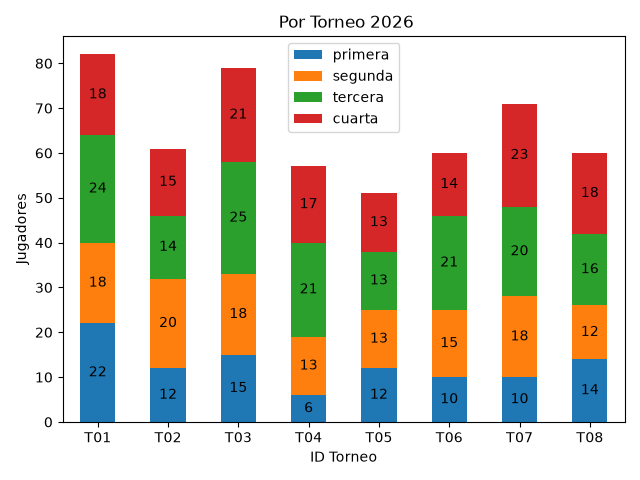 Por Torneo 2026
primera
segunda
tercera
cuarta
Jugadores
80
70
60
50
40
30
20
10
0
18 15 21 17 13 14 23 18
24 14 25 21 13 21 20 16
18 20 18 13 13 15 18 12
22 12 15 6 12 10 10 14
T01 T02 T03 T04 T05 T06 T07 T08
ID Torneo